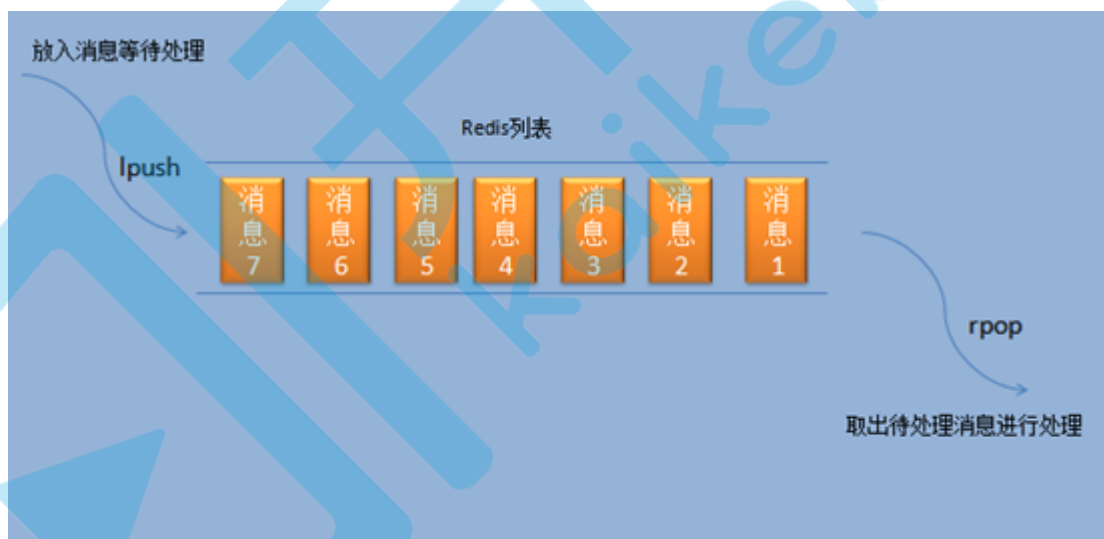 放入消息等待处理
Redis列表
lpush
消息7
消息6
消息5
消息4
消息3
消息2
消息1
rpop
取出待处理消息进行处理